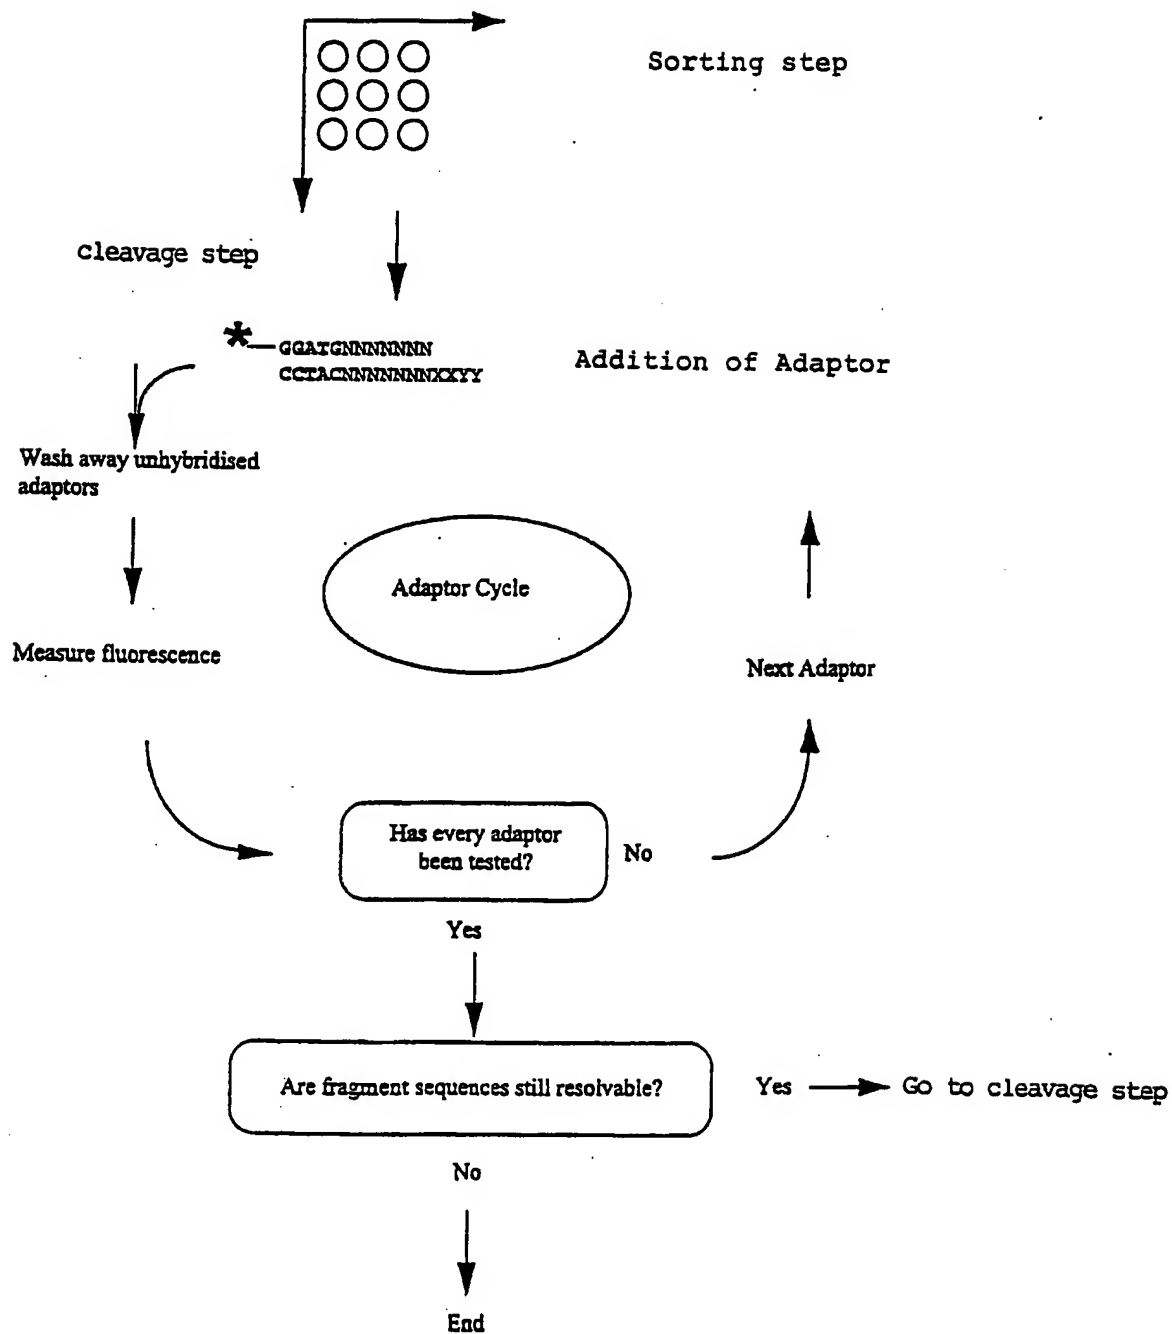 Sorting step
cleavage step
*—GGATGNNNNNNN
CCTACNNNNNNNXXYY
Addition of Adaptor
Wash away unhybridised
adaptors
Adaptor Cycle
Measure fluorescence
Next Adaptor
Has every adaptor
been tested?
No
Yes
Are fragment sequences still resolvable?
Yes
Go to cleavage step
No
End